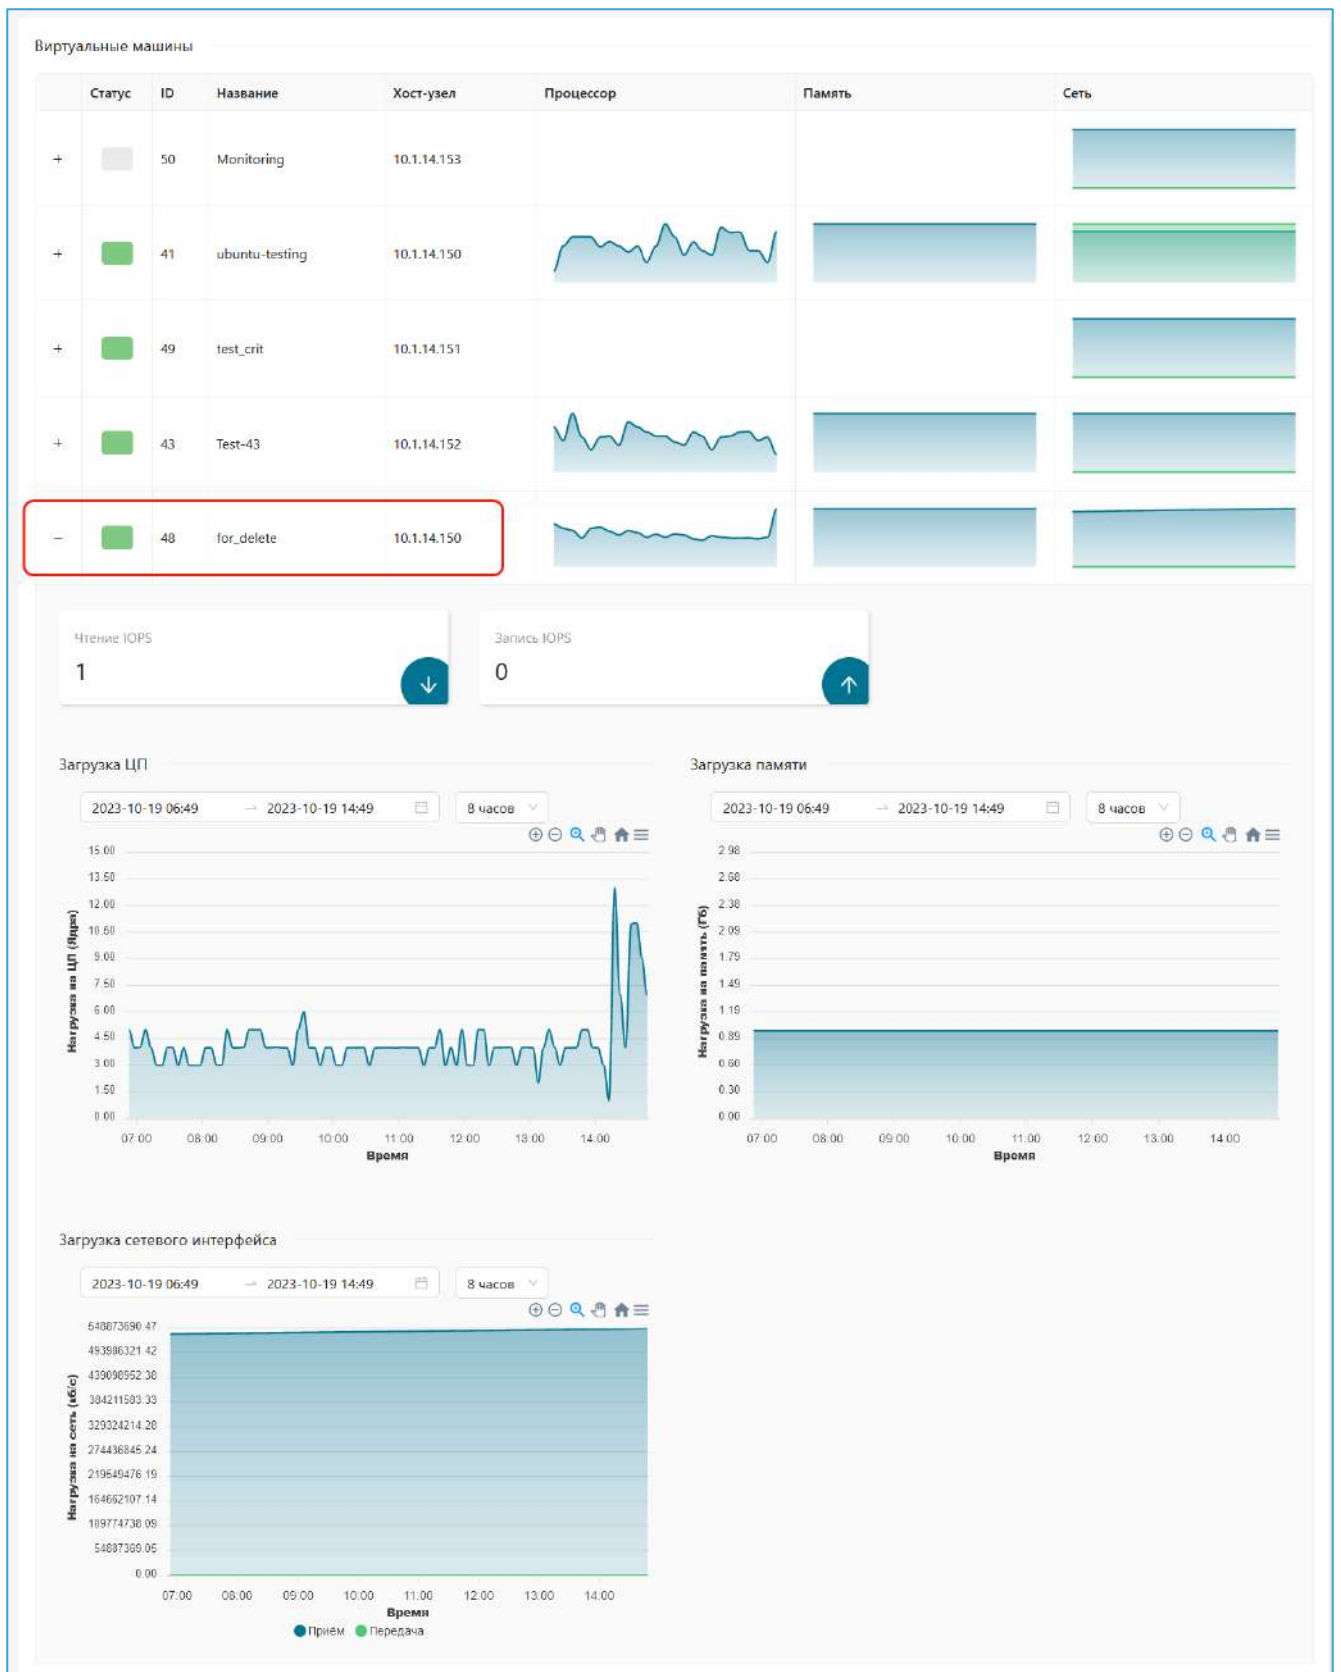 Виртуальные машины
Статус ID Название Хост-узел Процессор Память Сеть
+ 50 Monitoring 10.1.14.153
+ 41 ubuntu-testing 10.1.14.150
+ 49 test_crit 10.1.14.151
+ 43 Test-43 10.1.14.152
− 48 for_delete 10.1.14.150
Чтение IOPS Запись IOPS
1 0
Загрузка ЦП
2023-10-19 06:49 → 2023-10-19 14:49 8 часов
15.00
13.50
12.00
10.50
9.00
7.50
6.00
4.50
3.00
1.50
0.00
Нагрузка на ЦП (Ядра)
07:00 08:00 09:00 10:00 11:00 12:00 13:00 14:00
Время
Загрузка памяти
2023-10-19 06:49 → 2023-10-19 14:49 8 часов
2.98
2.68
2.38
2.09
1.79
1.49
1.19
0.89
0.60
0.30
0.00
Нагрузка на память (Гб)
07:00 08:00 09:00 10:00 11:00 12:00 13:00 14:00
Время
Загрузка сетевого интерфейса
2023-10-19 06:49 → 2023-10-19 14:49 8 часов
548873690.47
493986321.42
439098952.38
384211583.33
329324214.28
274436845.24
219549476.19
164662107.14
109774738.09
54887369.05
0.00
Нагрузка на сеть (кб/с)
07:00 08:00 09:00 10:00 11:00 12:00 13:00 14:00
Время
Приём Передача